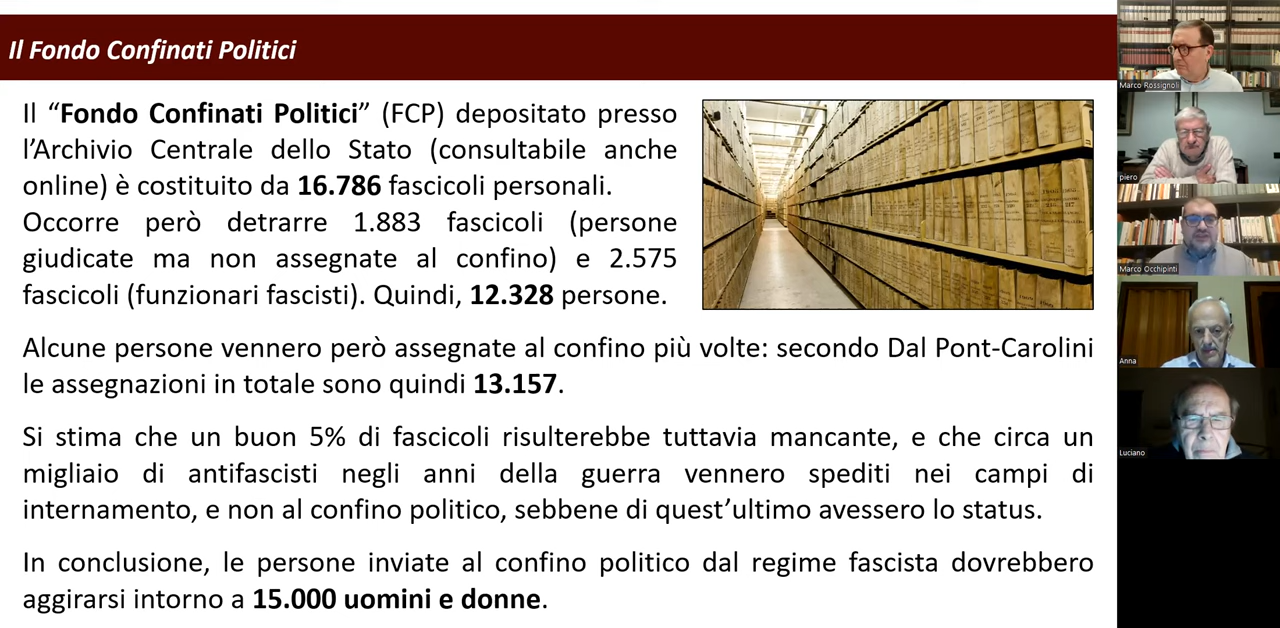 Il Fondo Confinati Politici
Il “Fondo Confinati Politici” (FCP) depositato presso
l’Archivio Centrale dello Stato (consultabile anche
online) è costituito da 16.786 fascicoli personali.
Occorre però detrarre 1.883 fascicoli (persone
giudicate ma non assegnate al confino) e 2.575
fascicoli (funzionari fascisti). Quindi, 12.328 persone.
Alcune persone vennero però assegnate al confino più volte: secondo Dal Pont-Carolini
le assegnazioni in totale sono quindi 13.157.
Si stima che un buon 5% di fascicoli risulterebbe tuttavia mancante, e che circa un
migliaio di antifascisti negli anni della guerra vennero spediti nei campi di
internamento, e non al confino politico, sebbene di quest’ultimo avessero lo status.
In conclusione, le persone inviate al confino politico dal regime fascista dovrebbero
aggirarsi intorno a 15.000 uomini e donne.
Marco Rossignoli
piero
Marco Occhipinti
Anna
Luciano